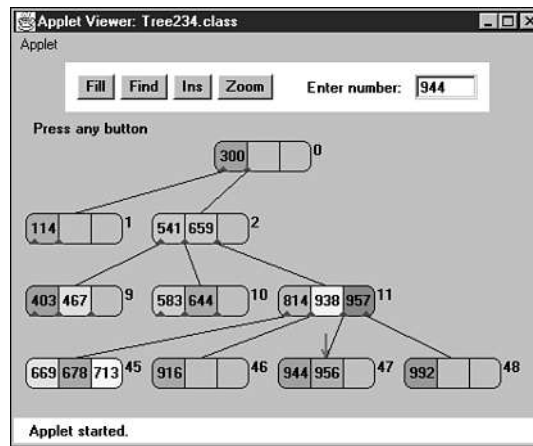 Applet Viewer: Tree234.class
Applet
Fill Find Ins Zoom Enter number: 944
Press any button
300 0
114 1 541 659 2
403 467 9 583 644 10 814 938 957 11
669 678 713 45 916 46 944 956 47 992 48
Applet started.